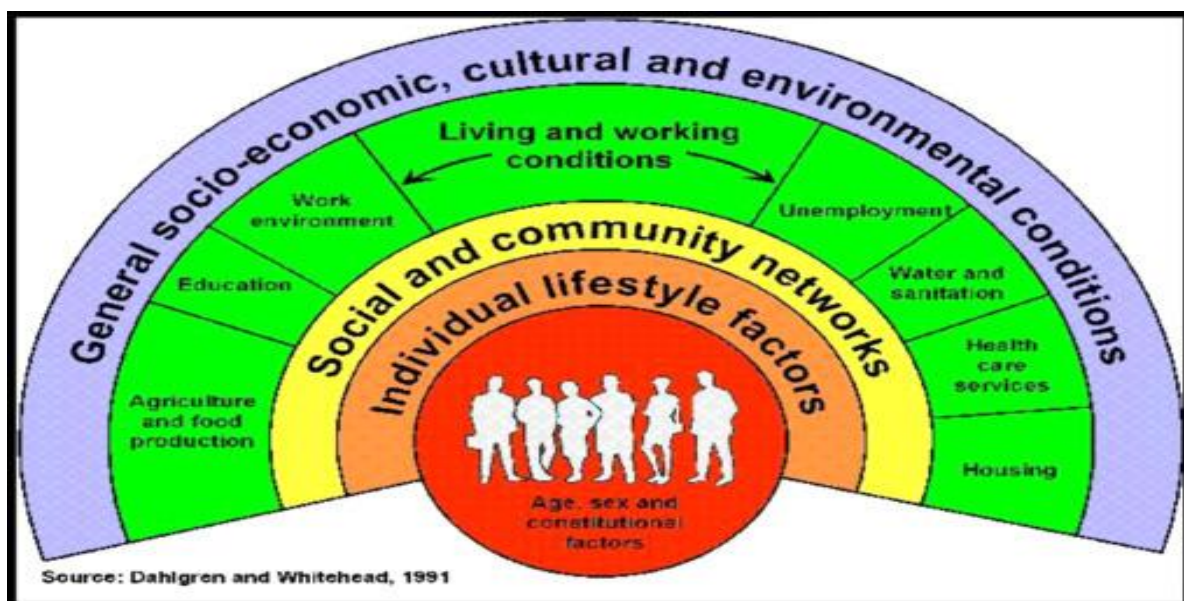 General socio-economic, cultural and environmental conditions
Living and working
conditions
Work
environment
Unemployment
Education
Water and
sanitation
Agriculture
and food
production
Health
care
services
Housing
Social and community networks
Individual lifestyle factors
Age, sex and
constitutional
factors
Source: Dahlgren and Whitehead, 1991